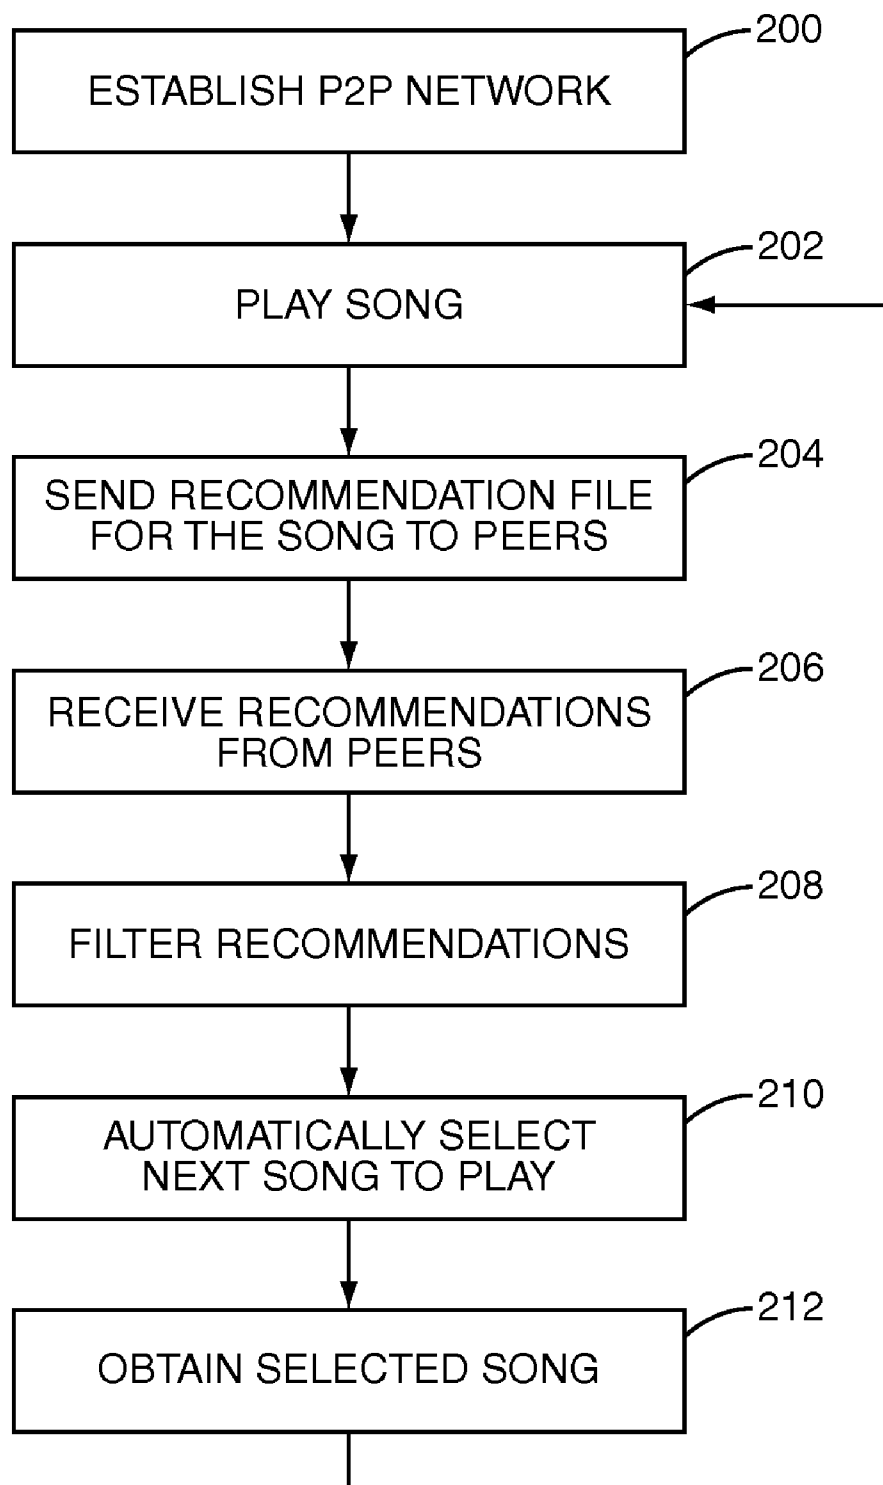 200
ESTABLISH P2P NETWORK
202
PLAY SONG
204
SEND RECOMMENDATION FILE
FOR THE SONG TO PEERS
206
RECEIVE RECOMMENDATIONS
FROM PEERS
208
FILTER RECOMMENDATIONS
210
AUTOMATICALLY SELECT
NEXT SONG TO PLAY
212
OBTAIN SELECTED SONG